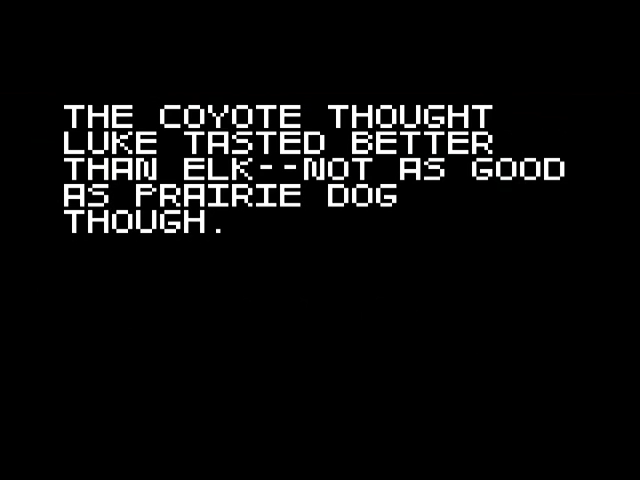 THE COYOTE THOUGHT
LUKE TASTED BETTER
THAN ELK--NOT AS GOOD
AS PRAIRIE DOG
THOUGH.